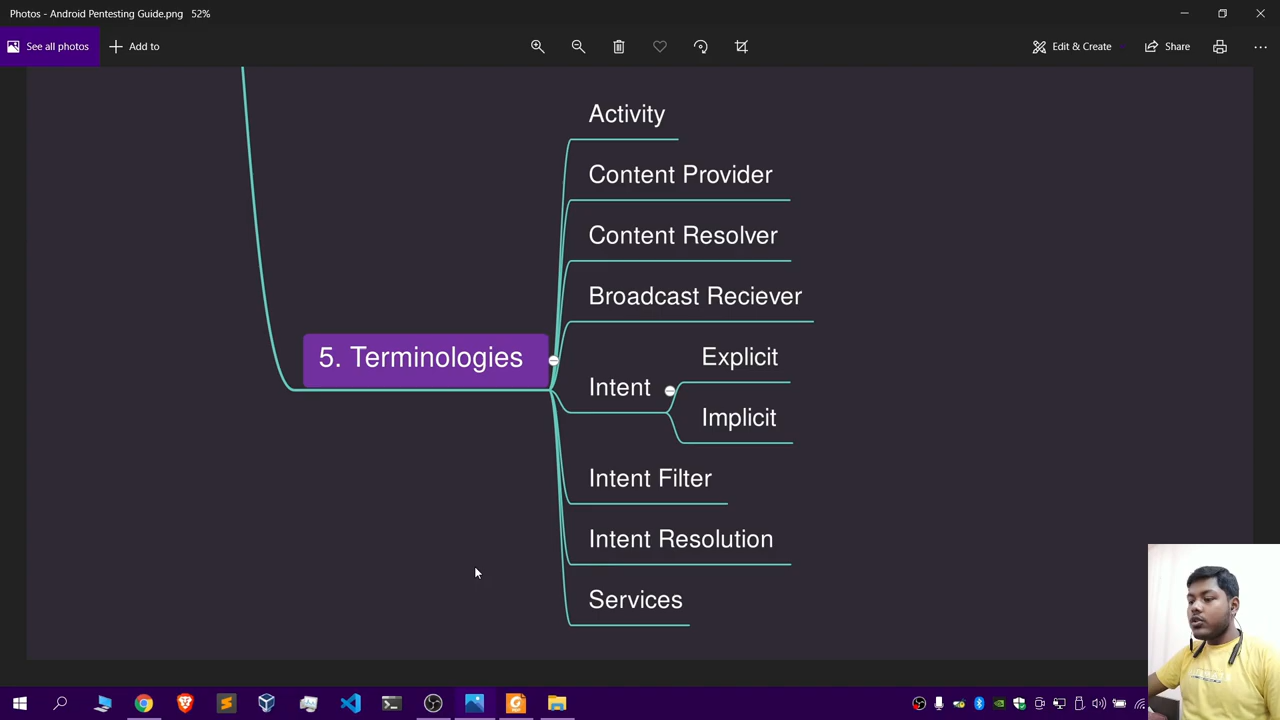 Photos - Android Pentesting Guide.png 52%
See all photos
Add to
Edit & Create
Share
Activity
Content Provider
Content Resolver
Broadcast Reciever
5. Terminologies
Explicit
Intent
Implicit
Intent Filter
Intent Resolution
Services